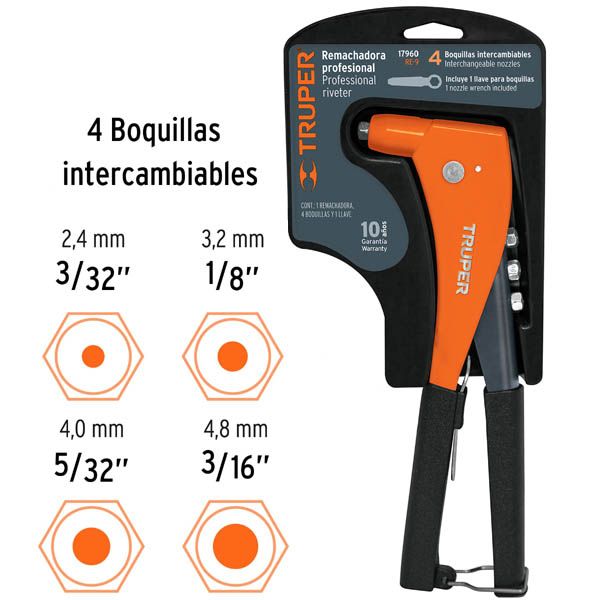 4 Boquillas
intercambiables
2,4 mm
3/32"
3,2 mm
1/8"
4,0 mm
5/32"
4,8 mm
3/16"
TRUPER
Remachadora
profesional
Professional
riveter
17960
RE-9
4 Boquillas intercambiables
Interchangeable nozzles
Incluye 1 llave para boquillas
1 nozzle wrench included
CONT.: 1 REMACHADORA,
4 BOQUILLAS Y 1 LLAVE
10 años
Garantía
Warranty
TRUPER